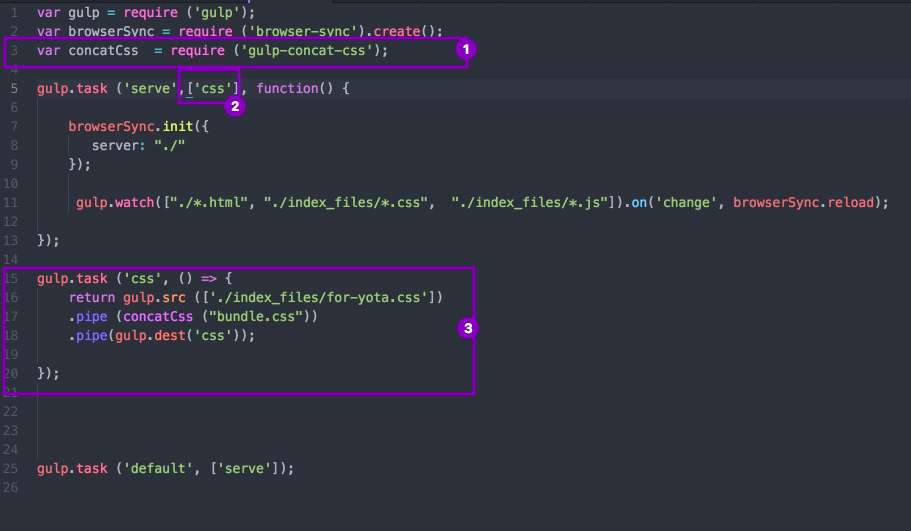 1 var gulp = require ('gulp');
2 var browserSync = require ('browser-sync').create();
3 var concatCss  = require ('gulp-concat-css');
1
4
5 gulp.task ('serve',['css'], function() {
2
6
7 browserSync.init({
8 server: "./"
9 });
10
11 gulp.watch(["./*.html", "./index_files/*.css",  "./index_files/*.js"]).on('change', browserSync.reload);
12
13 });
14
15 gulp.task ('css', () => {
16 return gulp.src (['./index_files/for-yota.css'])
17 .pipe (concatCss ("bundle.css"))
3
18 .pipe(gulp.dest('css'));
19
20 });
21
22
23
24
25 gulp.task ('default', ['serve']);
26